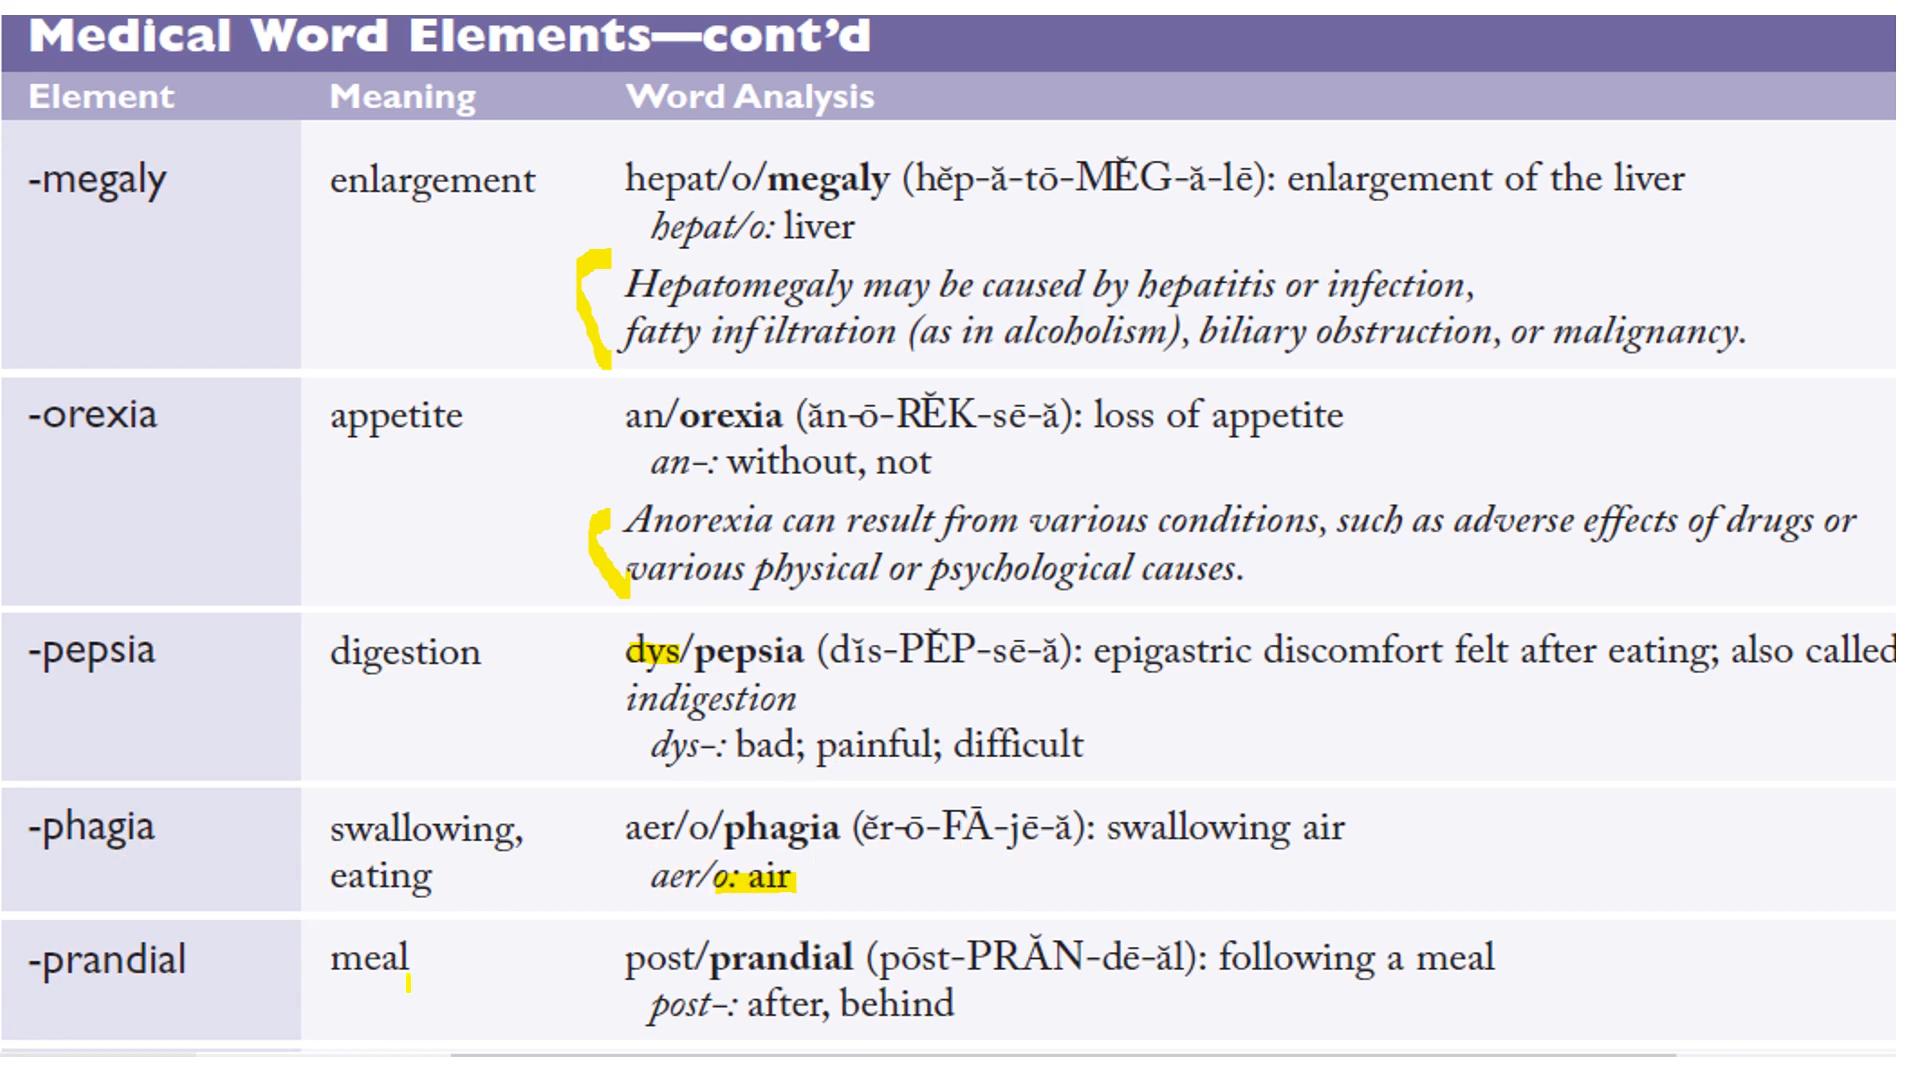 Medical Word Elements—cont’d
Element Meaning Word Analysis
-megaly enlargement hepat/o/megaly (hĕp-ă-tō-MĔG-ă-lē): enlargement of the liver
hepat/o: liver
Hepatomegaly may be caused by hepatitis or infection,
fatty infiltration (as in alcoholism), biliary obstruction, or malignancy.
-orexia appetite an/orexia (ăn-ō-RĔK-sē-ă): loss of appetite
an-: without, not
Anorexia can result from various conditions, such as adverse effects of drugs or
various physical or psychological causes.
-pepsia digestion dys/pepsia (dĭs-PĔP-sē-ă): epigastric discomfort felt after eating; also called
indigestion
dys-: bad; painful; difficult
-phagia swallowing, aer/o/phagia (ĕr-ō-FĀ-jē-ă): swallowing air
eating aer/o: air
-prandial meal post/prandial (pōst-PRĂN-dē-ăl): following a meal
post-: after, behind